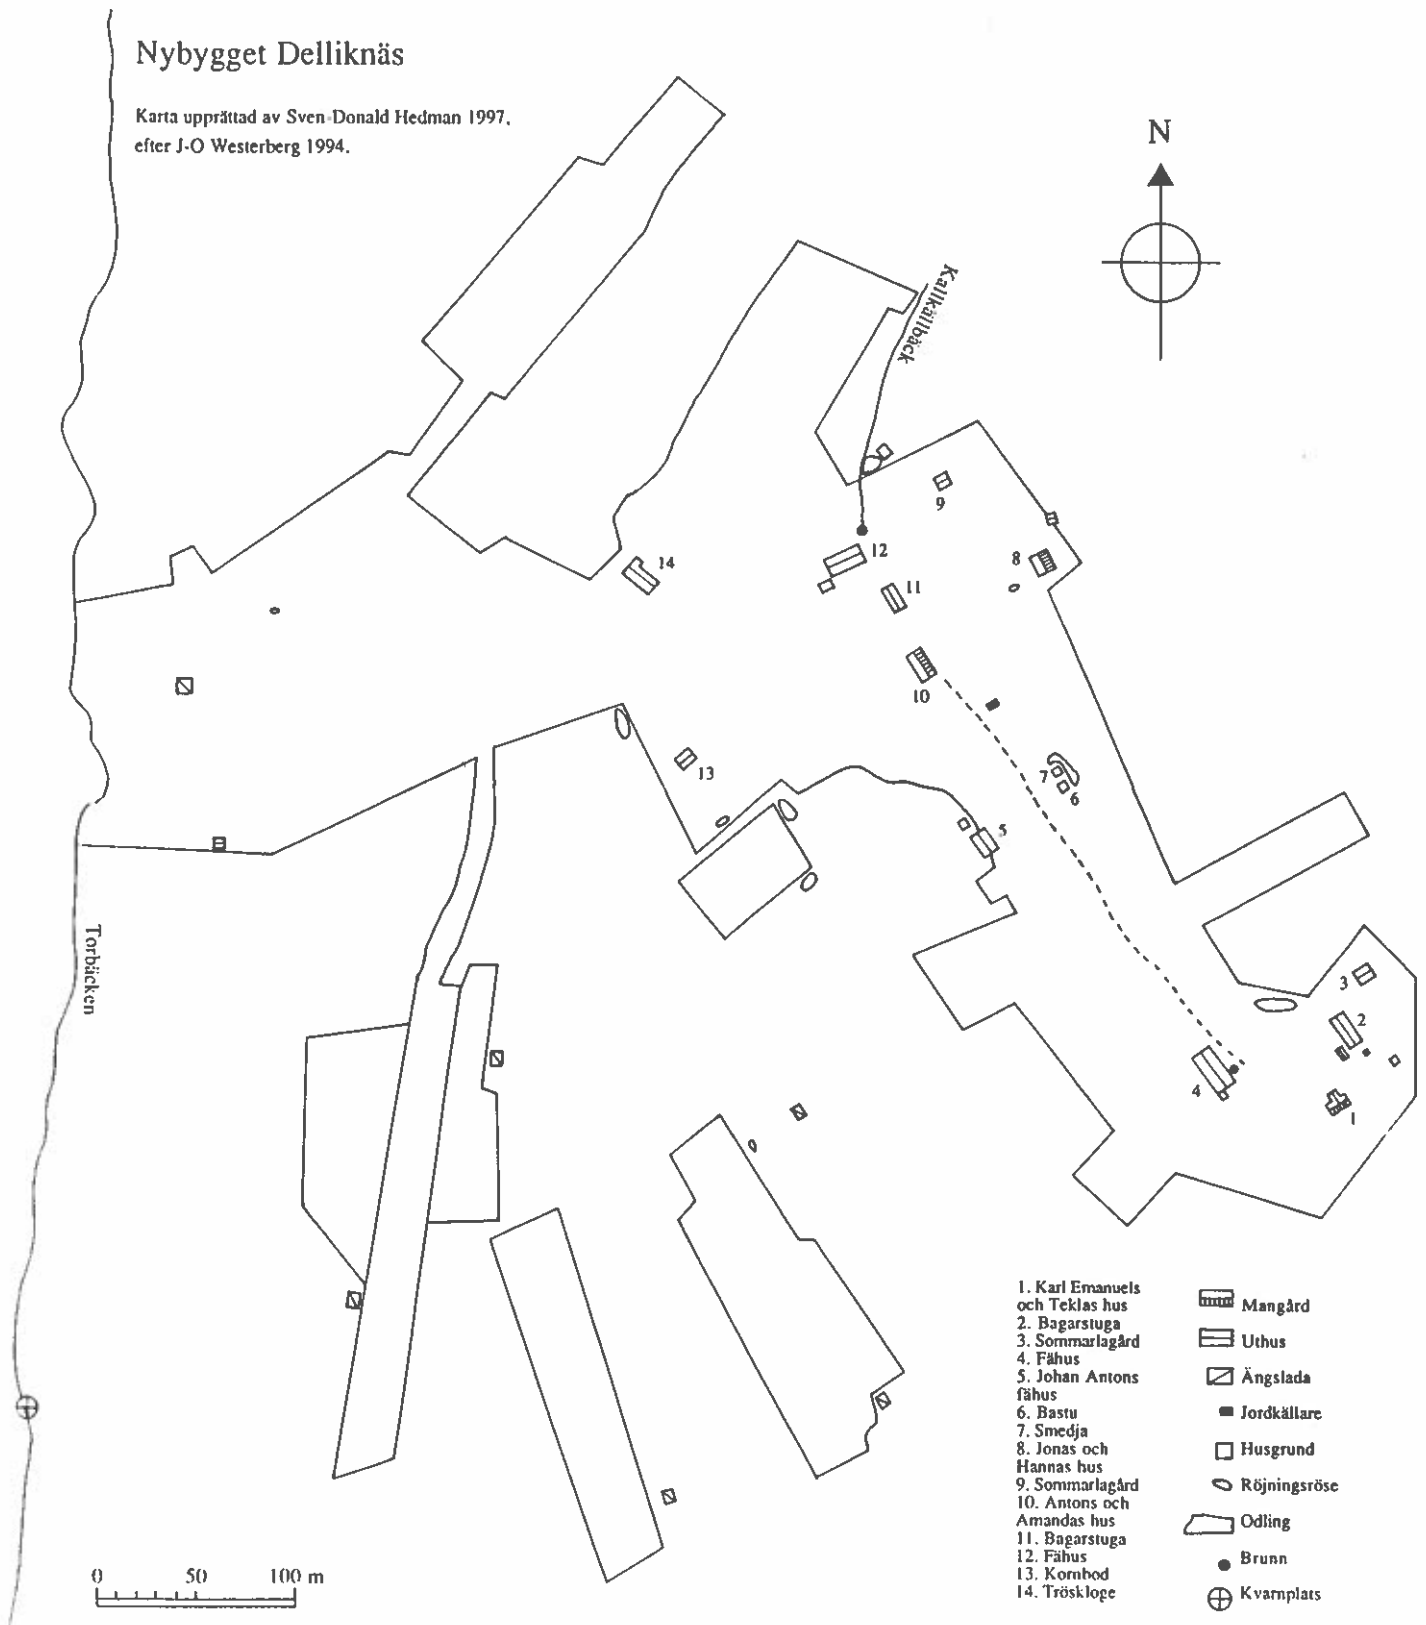 Nybygget Delliknäs
Karta upprättad av Sven-Donald Hedman 1997,
efter J-O Westerberg 1994.
N
Kallkällbäck
9
12
8
14
11
10
7
6
13
5
Torbäcken
3
2
4
1
1. Karl Emanuels
och Teklas hus
2. Bagarstuga
3. Sommarlagård
4. Fähus
5. Johan Antons
fähus
6. Bastu
7. Smedja
8. Jonas och
Hannas hus
9. Sommarlagård
10. Antons och
Amandas hus
11. Bagarstuga
12. Fähus
13. Kornbod
14. Tröskloge
Mangård
Uthus
Ängslada
Jordkällare
Husgrund
Röjningsröse
Odling
Brunn
Kvarnplats
0 50 100 m